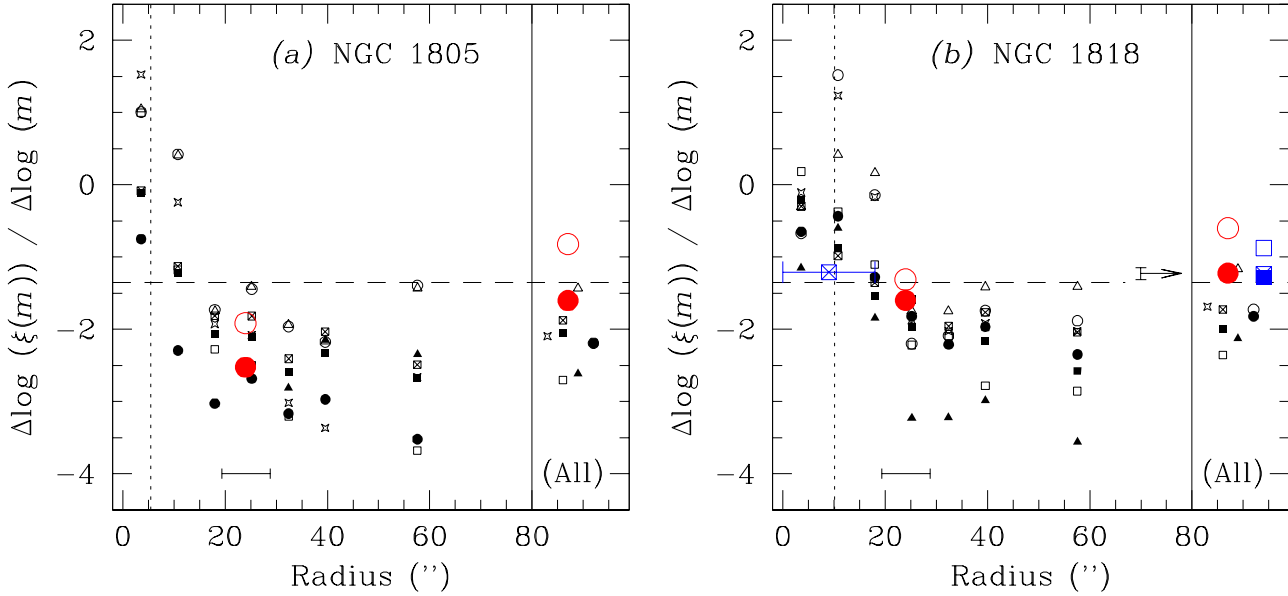 (a) NGC 1805
Δlog (ξ(m)) / Δlog (m)
2
0
−2
−4
(All)
0 20 40 60 80
Radius (")
(b) NGC 1818
Δlog (ξ(m)) / Δlog (m)
2
0
−2
−4
(All)
0 20 40 60 80
Radius (")